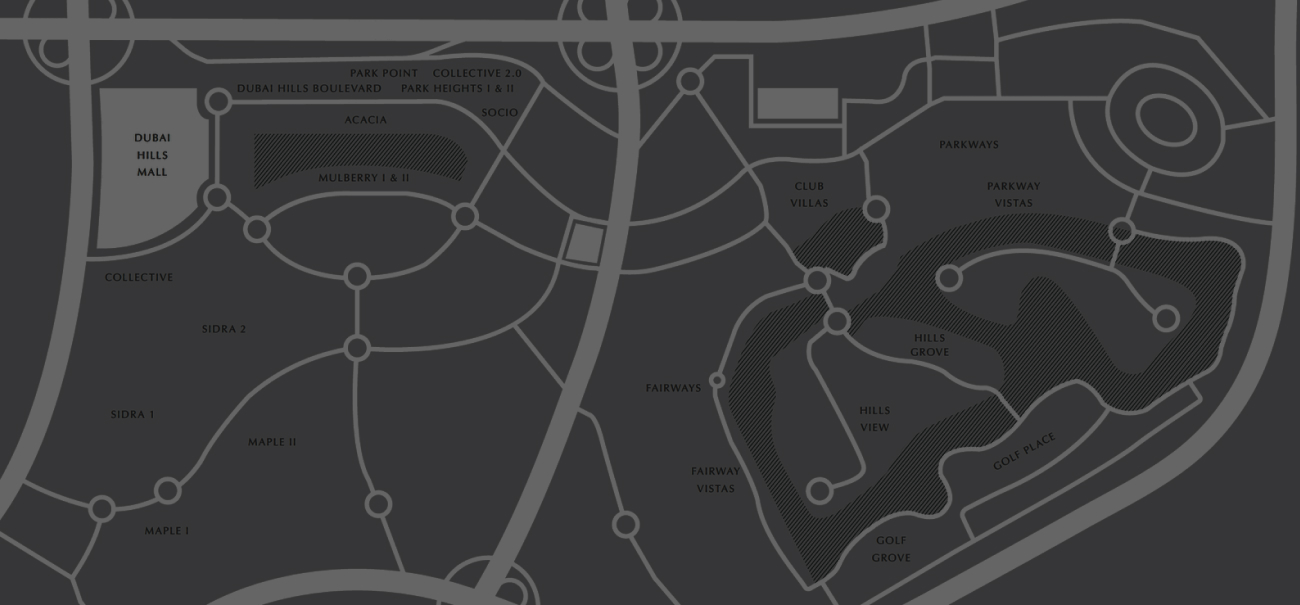 PARK POINT COLLECTIVE 2.0
DUBAI HILLS BOULEVARD PARK HEIGHTS I & II
SOCIO
ACACIA
DUBAI
HILLS
MALL
MULBERRY I & II
PARKWAYS
CLUB
VILLAS
PARKWAY
VISTAS
COLLECTIVE
SIDRA 2
HILLS
GROVE
FAIRWAYS
SIDRA 1
HILLS
VIEW
MAPLE II
GOLF PLACE
FAIRWAY
VISTAS
MAPLE I
GOLF
GROVE